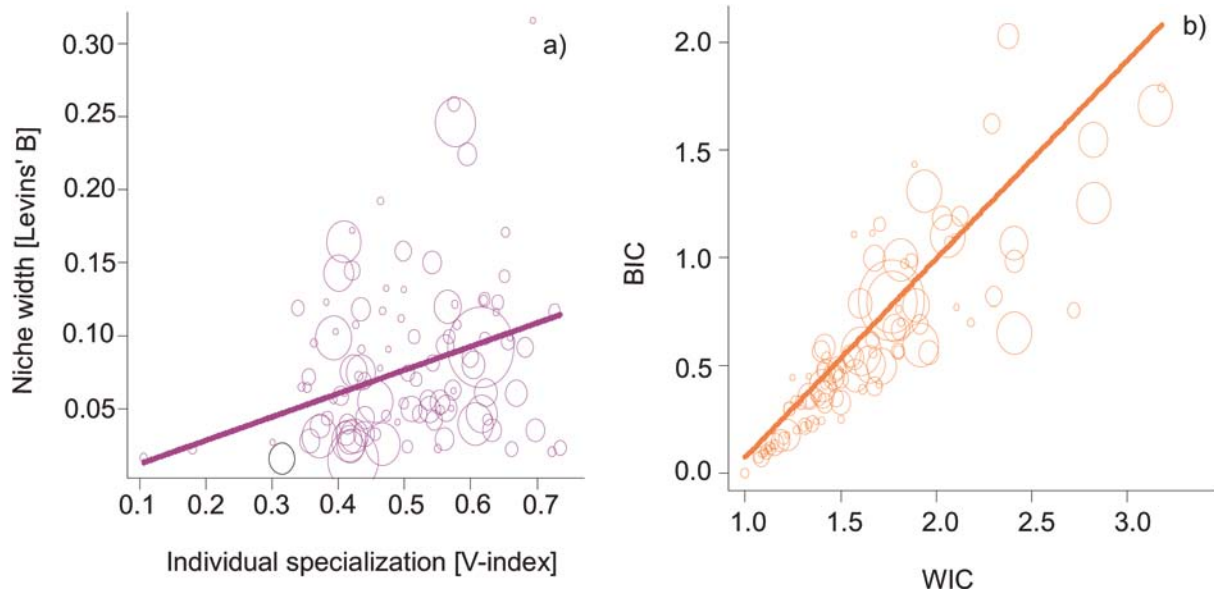 a)
0.30
0.25
0.20
0.15
0.10
0.05
Niche width [Levins' B]
0.1 0.2 0.3 0.4 0.5 0.6 0.7
Individual specialization [V-index]
b)
2.0
1.5
1.0
0.5
0.0
BIC
1.0 1.5 2.0 2.5 3.0
WIC